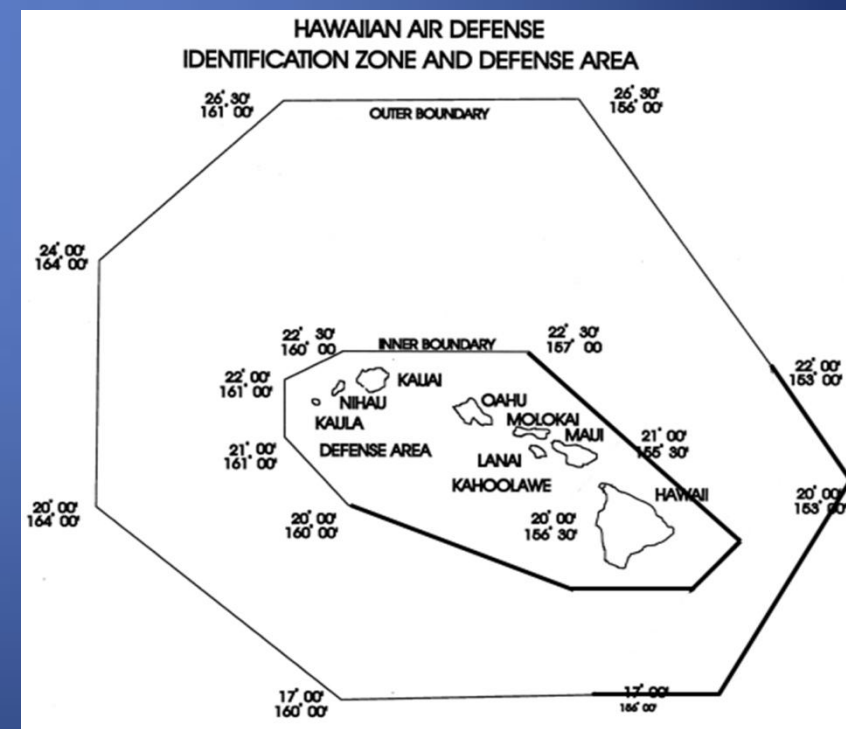 HAWAIIAN AIR DEFENSE
IDENTIFICATION ZONE AND DEFENSE AREA
26° 30'
161° 00'
26° 30'
156° 00'
OUTER BOUNDARY
24° 00'
164° 00'
22° 30'
160° 00
INNER BOUNDARY
22° 30'
157° 00
22° 00'
153° 00'
22° 00'
161° 00'
KAUAI
NIHAU
KAULA
OAHU
MOLOKAI
MAUI
21° 00'
155° 30'
21° 00'
161° 00'
DEFENSE AREA
LANAI
KAHOOLAWE
HAWAII
20° 00'
164° 00'
20° 00'
160° 00'
20° 00'
156° 30'
20° 00'
153° 00'
17° 00'
160° 00'
17° 00'
156° 00'